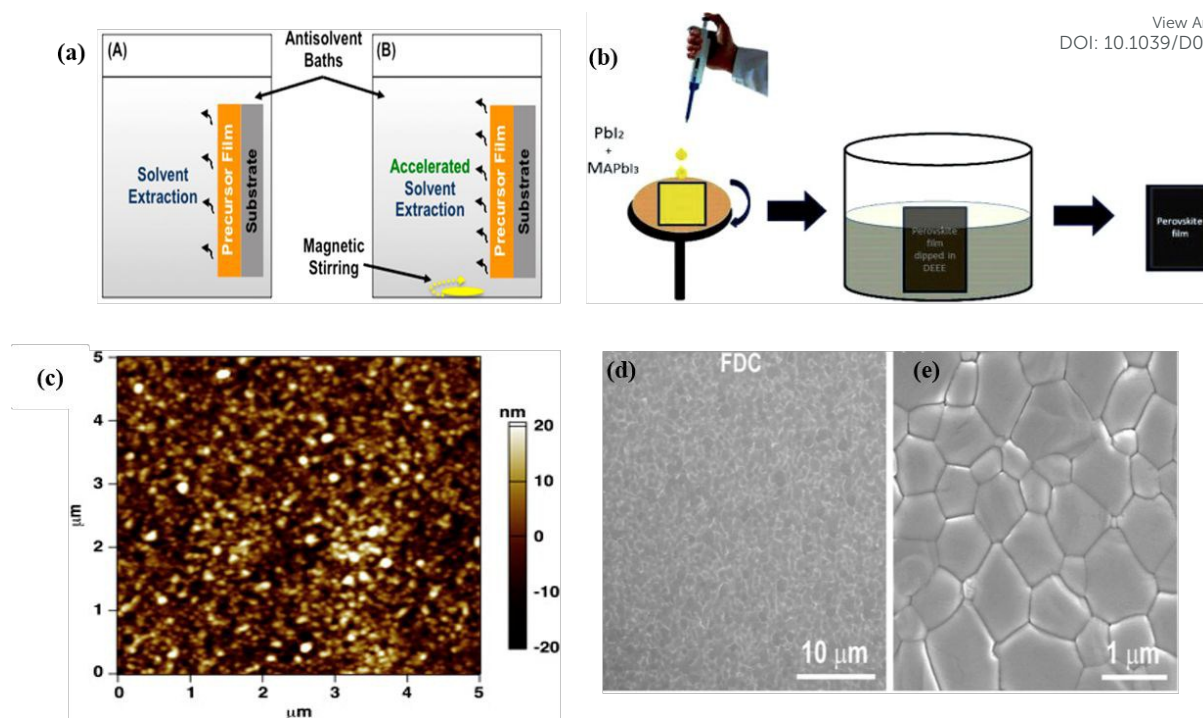 View A
DOI: 10.1039/D0
(a)
(A)
Antisolvent
Baths
(B)
Solvent
Extraction
Precursor Film
Substrate
Accelerated
Solvent
Extraction
Magnetic
Stirring
Precursor Film
Substrate
(b)
PbI₂
+
MAPbI₃
Perovskite
film
dipped in
DEEE
Perovskite
film
(c)
5
4
3
2
1
0
μm
0
1
2
3
4
5
μm
nm
20
10
0
-10
-20
(d)
FDC
10 μm
(e)
1 μm